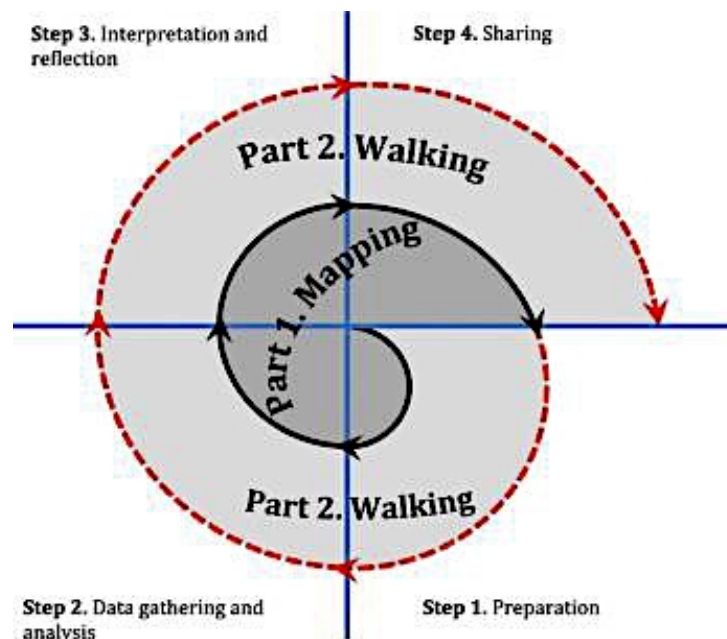 Step 3. Interpretation and
reflection
Step 4. Sharing
Part 2. Walking
Part 1. Mapping
Part 2. Walking
Step 2. Data gathering and
analysis
Step 1. Preparation